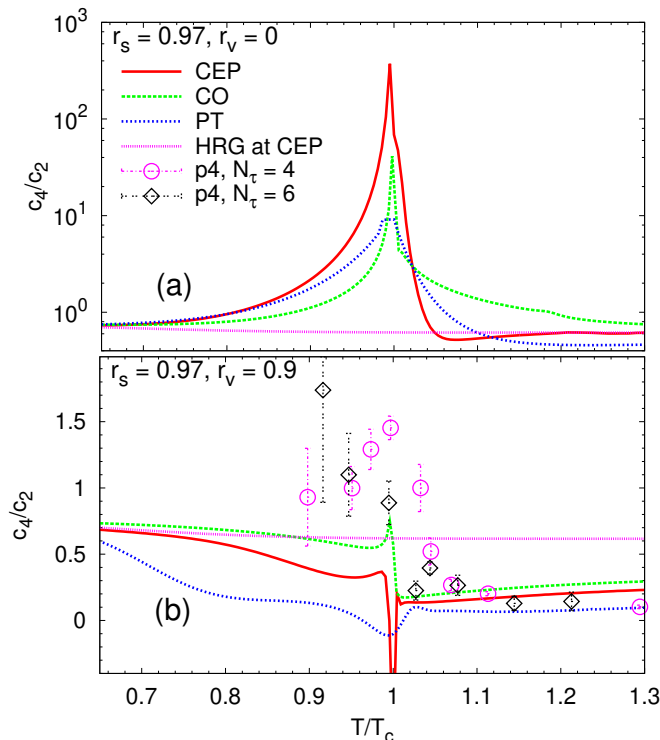 r_s = 0.97, r_v = 0
CEP
CO
PT
HRG at CEP
p4, N_τ = 4
p4, N_τ = 6
(a)
c_4/c_2
10^3
10^2
10^1
10^0
r_s = 0.97, r_v = 0.9
(b)
c_4/c_2
1.5
1
0.5
0
0.7 0.8 0.9 1 1.1 1.2 1.3
T/T_c